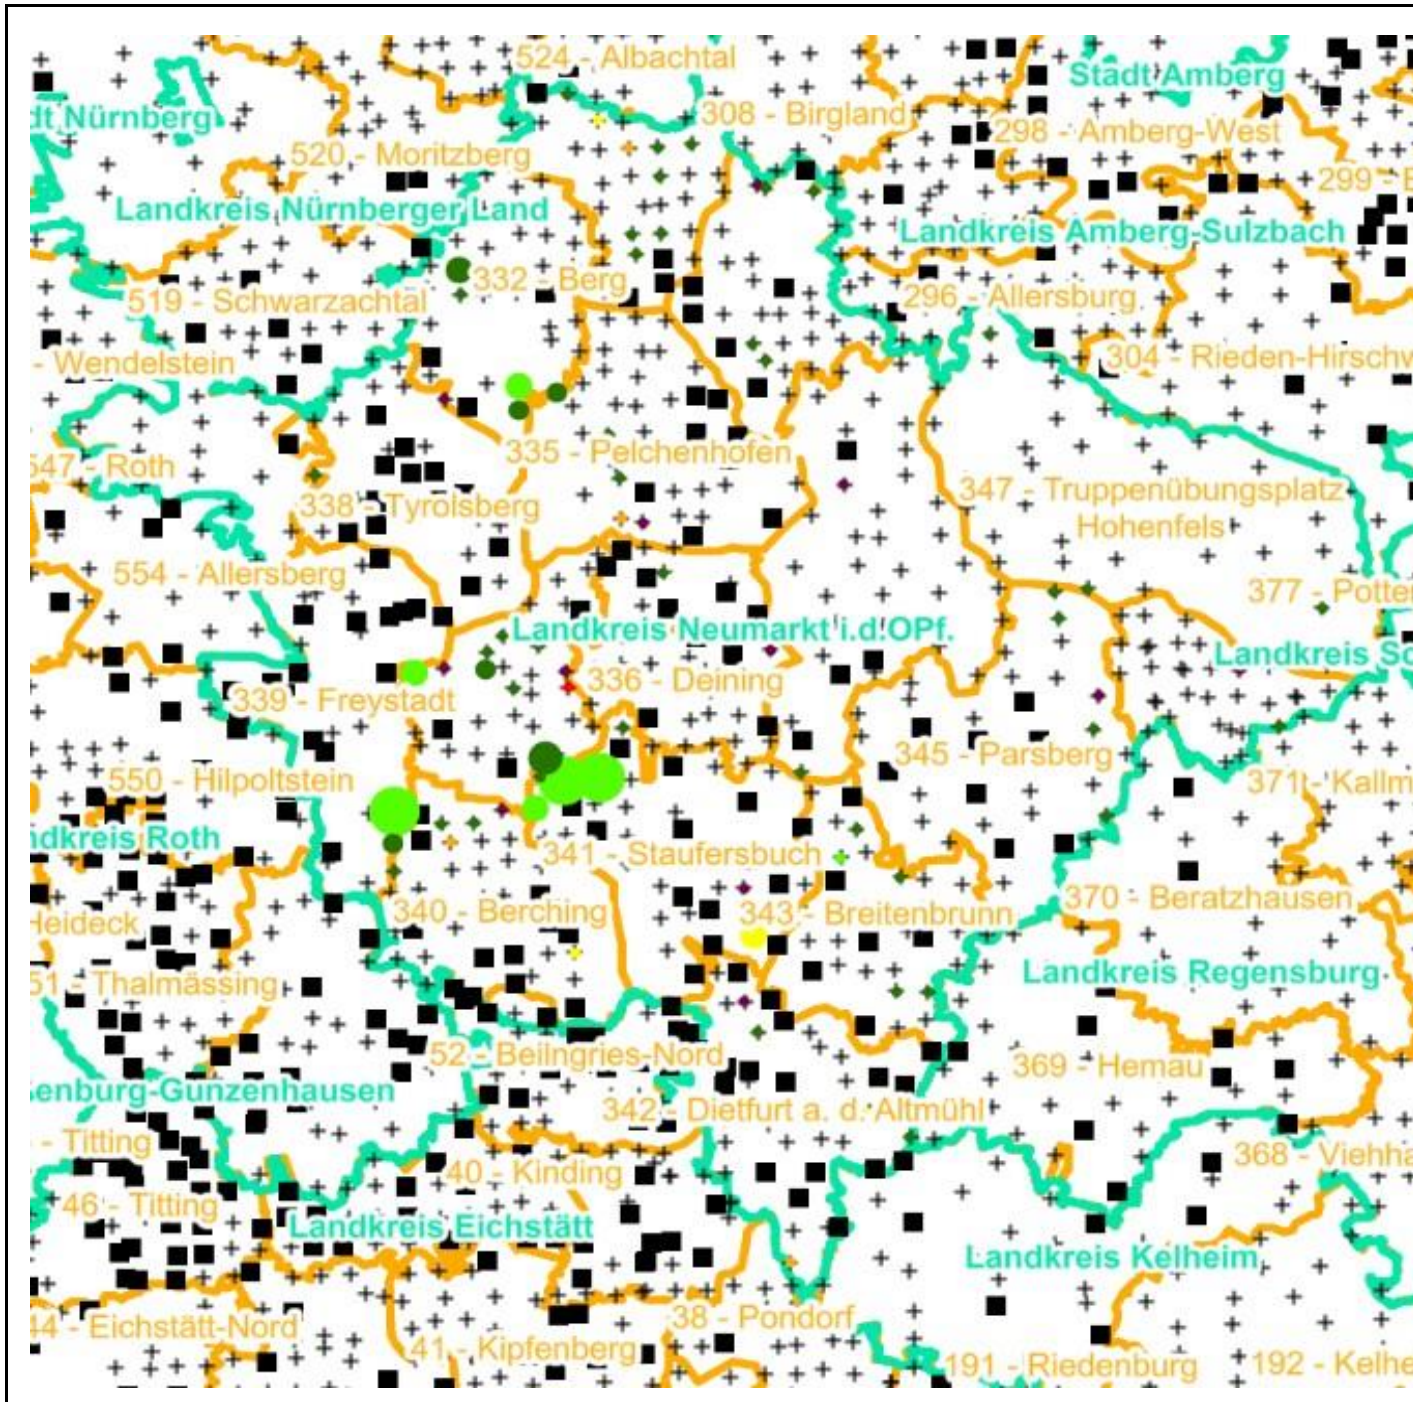 524 - Albachtal
Stadt Amberg
dt Nürnberg
308 - Birgland
298 - Amberg-West
520 - Moritzberg
299 -
Landkreis Nürnberger Land
Landkreis Amberg-Sulzbach
332 - Berg
519 - Schwarzachtal
296 - Allersburg
- Wendelstein
304 - Rieden-Hirschw
335 - Pelchenhofen
547 - Roth
338 - Tyrolsberg
347 - Truppenübungsplatz
Hohenfels
554 - Allersberg
377 - Potte
Landkreis Neumarkt i.d.OPf.
Landkreis Sc
336 - Deining
339 - Freystadt
345 - Parsberg
550 - Hilpoltstein
371 - Kallm
ndkreis Roth
341 - Staufersbuch
370 - Beratzhausen
340 - Berching
343 - Breitenbrunn
Heideck
Landkreis Regensburg
51 - Thalmässing
52 - Beilngries-Nord
369 - Hemau
senburg-Gunzenhausen
342 - Dietfurt a. d. Altmühl
- Titting
368 - Viehha
40 - Kinding
46 - Titting
Landkreis Eichstätt
Landkreis Kelheim
38 - Pondorf
44 - Eichstätt-Nord
41 - Kipfenberg
191 - Riedenburg
192 - Kelhe